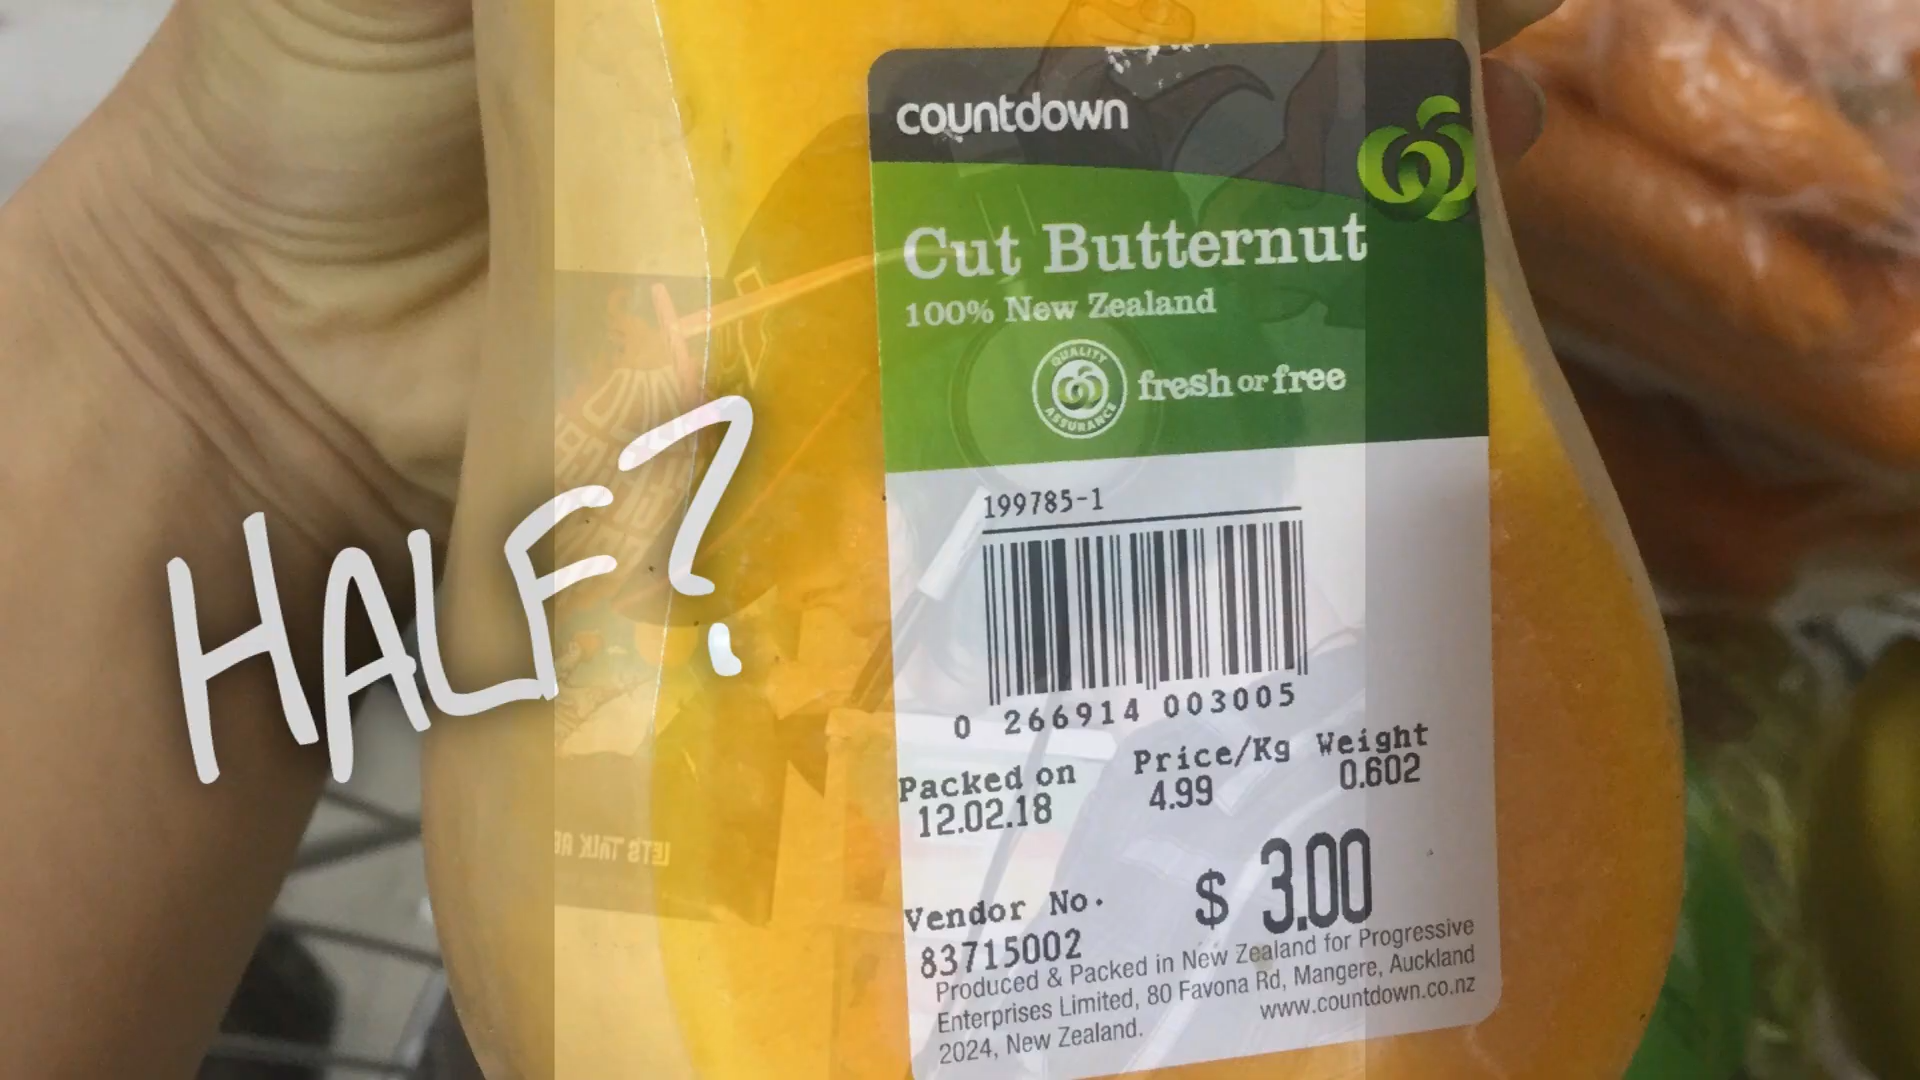 countdown
Cut Butternut
100% New Zealand
QUALITY ASSURANCE
fresh or free
HALF?
199785-1
0 266914 003005
Packed on Price/Kg Weight
12.02.18 4.99 0.602
Vendor No. $ 3.00
83715002
Produced & Packed in New Zealand for Progressive
Enterprises Limited, 80 Favona Rd, Mangere, Auckland
2024, New Zealand. www.countdown.co.nz
LET'S TALK